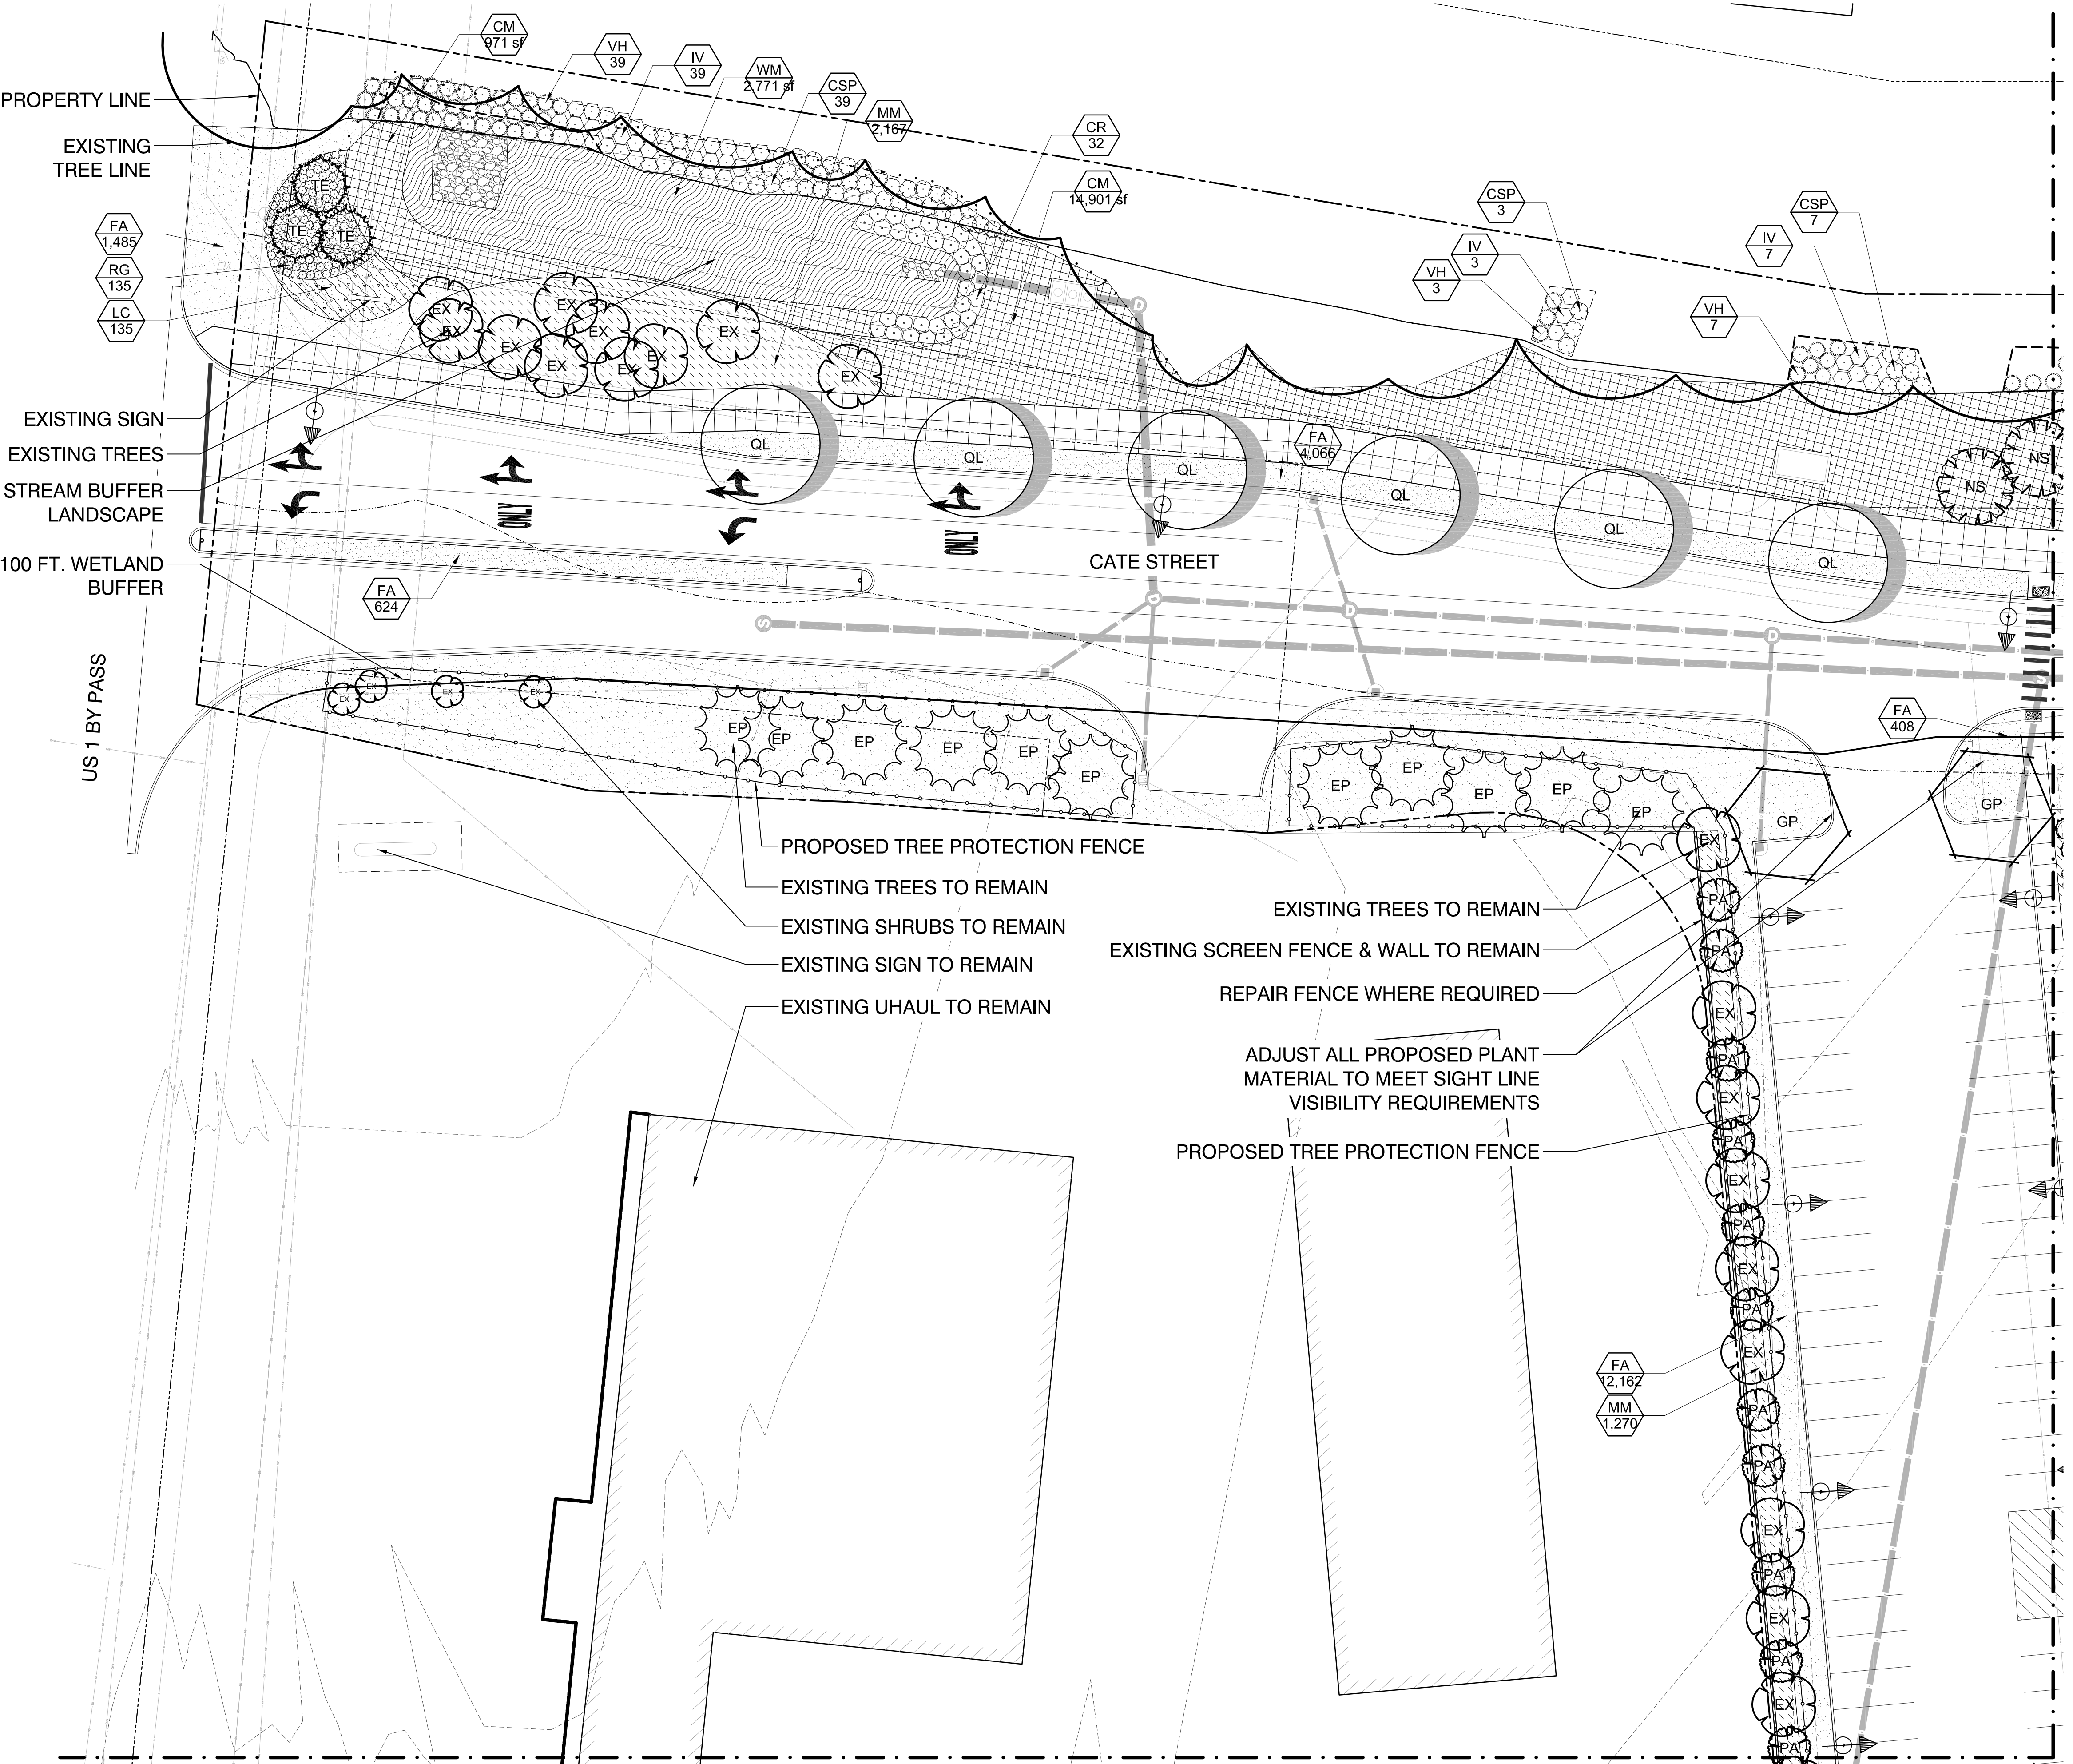 CM
971 sf
VH
39
IV
39
WM
2,771 sf
CSP
39
MM
2,167
CR
32
CM
14,901 sf
CSP
3
IV
3
VH
3
CSP
7
IV
7
VH
7
PROPERTY LINE
EXISTING
TREE LINE
FA
1,485
RG
135
LC
135
TE
TE
TE
EX
EX
EX
EX
EX
EX
EX
EX
EX
EX
EXISTING SIGN
EXISTING TREES
STREAM BUFFER
LANDSCAPE
100 FT. WETLAND
BUFFER
QL
QL
QL
QL
QL
QL
FA
4,066
NS
NS
ONLY
ONLY
CATE STREET
FA
624
S
D
D
D
D
US 1 BY PASS
EX
EX
EX
EX
EP
EP
EP
EP
EP
EP
EP
EP
EP
EP
EP
FA
408
GP
GP
PROPOSED TREE PROTECTION FENCE
EXISTING TREES TO REMAIN
EXISTING SHRUBS TO REMAIN
EXISTING SIGN TO REMAIN
EXISTING UHAUL TO REMAIN
EXISTING TREES TO REMAIN
EXISTING SCREEN FENCE & WALL TO REMAIN
REPAIR FENCE WHERE REQUIRED
ADJUST ALL PROPOSED PLANT
MATERIAL TO MEET SIGHT LINE
VISIBILITY REQUIREMENTS
PROPOSED TREE PROTECTION FENCE
EX
PA
PA
EX
PA
EX
PA
EX
PA
EX
PA
EX
PA
PA
EX
PA
EX
PA
EX
PA
FA
12,162
MM
1,270